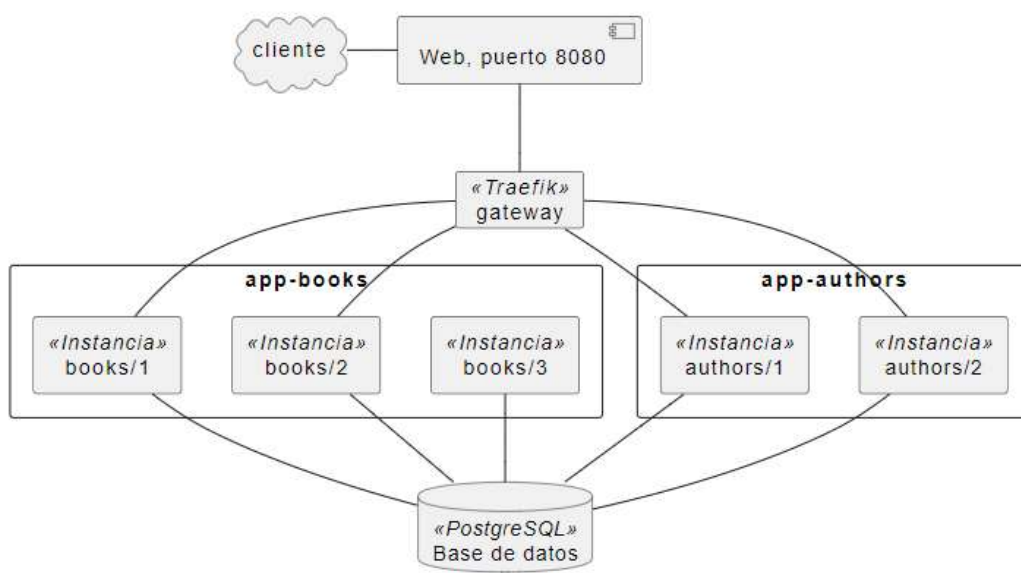 cliente
Web, puerto 8080
«Traefik»
gateway
app-books
app-authors
«Instancia»
books/1
«Instancia»
books/2
«Instancia»
books/3
«Instancia»
authors/1
«Instancia»
authors/2
«PostgreSQL»
Base de datos